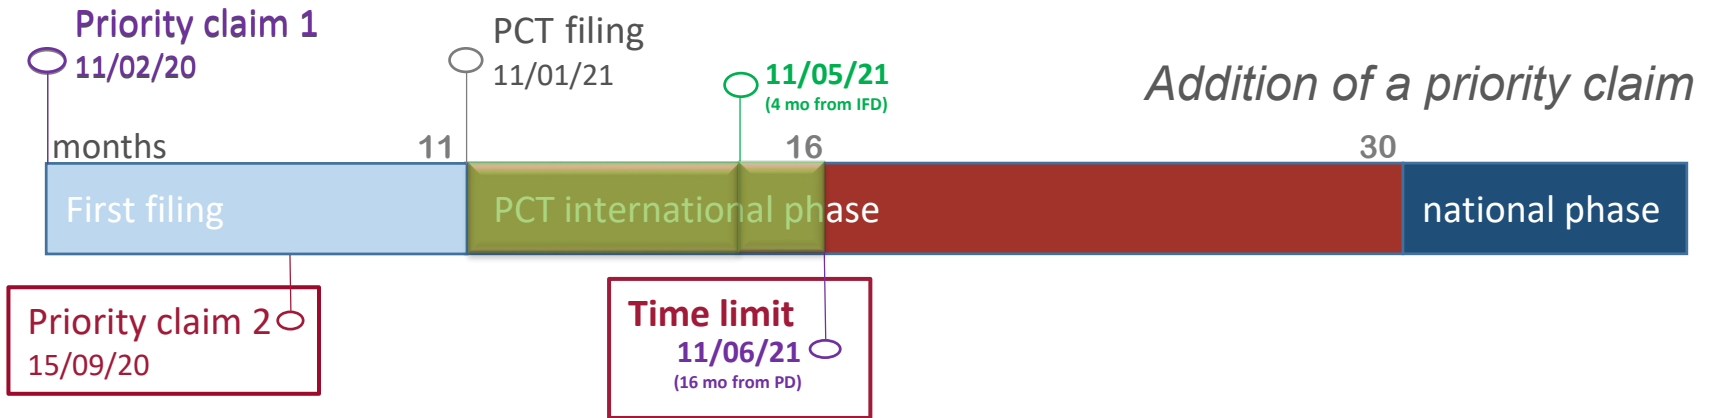 Priority claim 1
11/02/20
PCT filing
11/01/21
11/05/21
(4 mo from IFD)
Addition of a priority claim
months
11
16
30
First filing
PCT international phase
national phase
Priority claim 2
15/09/20
Time limit
11/06/21
(16 mo from PD)